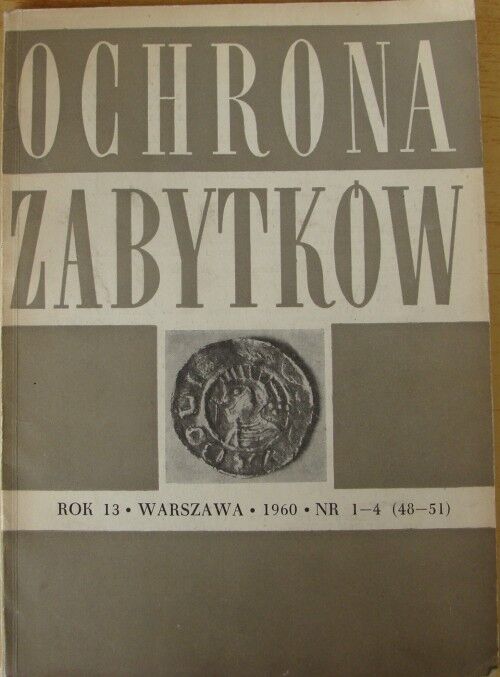 OCHRONA
ZABYTKÓW
ROK 13 • WARSZAWA • 1960 • NR 1–4 (48–51)